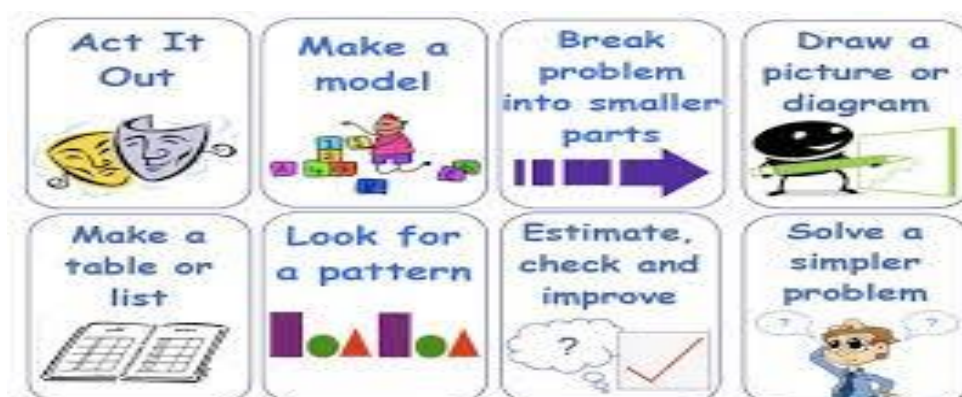 Act It
Out
Make a
model
Break
problem
into smaller
parts
Draw a
picture or
diagram
Make a
table or
list
Look for
a pattern
Estimate,
check and
improve
?
Solve a
simpler
problem
? ?